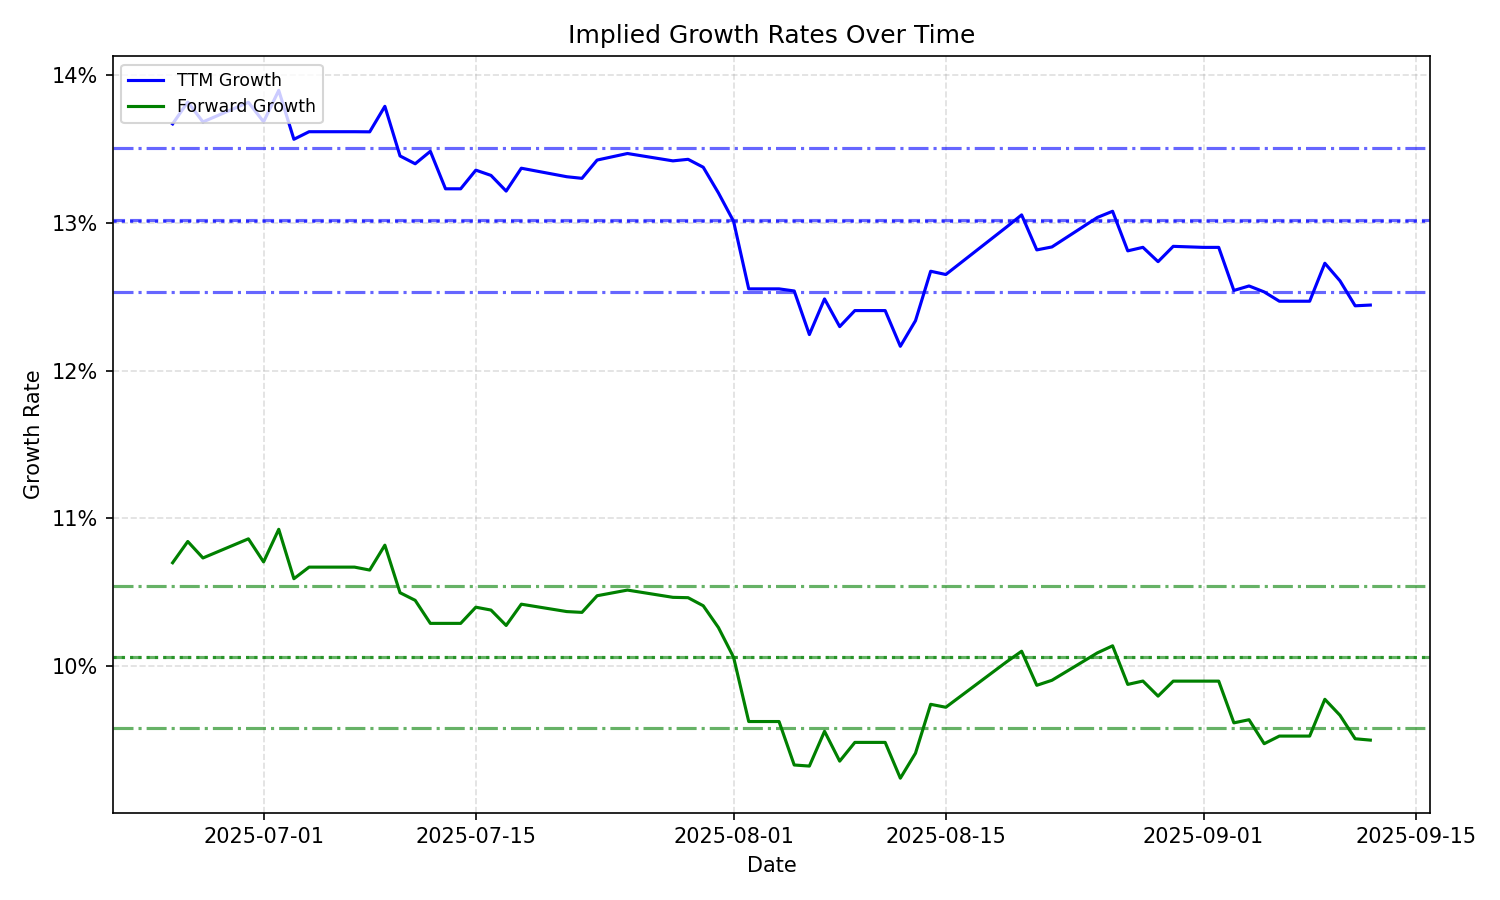 Implied Growth Rates Over Time
TTM Growth
Forward Growth
14%
13%
12%
11%
10%
Growth Rate
2025-07-01
2025-07-15
2025-08-01
2025-08-15
2025-09-01
2025-09-15
Date